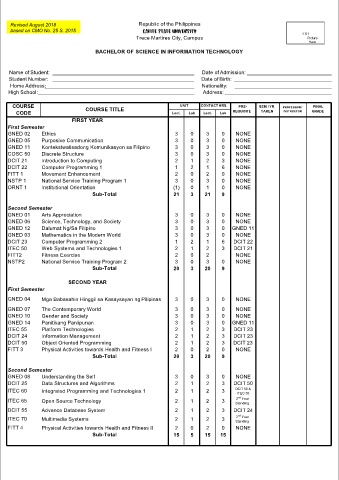 Revised August 2018
based on CMO No. 25 S. 2015
Republic of the Philippines
CAVITE STATE UNIVERSITY
Trece Martires City, Campus
1 X 1
Picture
Here
BACHELOR OF SCIENCE IN INFORMATION TECHNOLOGY
Name of Student: Date of Admission:
Student Number: Date of Birth:
Home Address: Nationality:
High School: Address:
COURSE CODE COURSE TITLE UNIT CONTACT HRS PRE-REQUISITE SEM / YR TAKEN FINAL GRADE
Lect. Lab Lect. Lab
FIRST YEAR
First Semester
GNED 02 Ethics 3 0 3 0 NONE
GNED 05 Purposive Communication 3 0 3 0 NONE
GNED 11 Kontekstwalisadong Komunikasyon sa Filipino 3 0 3 0 NONE
COSC 50 Discrete Structure 3 0 3 0 NONE
DCIT 21 Introduction to Computing 2 1 2 3 NONE
DCIT 22 Computer Programming 1 1 2 1 6 NONE
FITT 1 Movement Enhancement 2 0 2 0 NONE
NSTP 1 National Service Training Program 1 3 0 3 0 NONE
ORNT 1 Institutional Orientation (1) 0 1 0 NONE
Sub-Total 21 3 21 9
Second Semester
GNED 01 Arts Appreciation 3 0 3 0 NONE
GNED 06 Science, Technology, and Society 3 0 3 0 NONE
GNED 12 Dalumat Ng/Sa Filipino 3 0 3 0 GNED 11
GNED 03 Mathematics in the Modern World 3 0 3 0 NONE
DCIT 23 Computer Programming 2 1 2 1 6 DCIT 22
ITEC 50 Web Systems and Technologies 1 2 1 2 3 DCIT 21
FITT2 Fitness Exercise 2 0 2 NONE
NSTP2 National Service Training Program 2 3 0 3 0 NONE
Sub-Total 20 3 20 9
SECOND YEAR
First Semester
GNED 04 Mga Babasahin Hinggil sa Kasaysayan ng Pilipinas 3 0 3 0 NONE
GNED 07 The Contemporary World 3 0 3 0 NONE
GNED 10 Gender and Society 3 0 3 0 NONE
GNED 14 Panitikang Panlipunan 3 0 3 0 GNED 11
ITEC 55 Platform Technologies 2 1 2 3 DCIT 23
DCIT 24 Information Management 2 1 2 3 DCIT 23
DCIT 50 Object Oriented Programming 2 1 2 3 DCIT 23
FITT 3 Physical Activities towards Health and Fitness I 2 0 2 0 NONE
Sub-Total 20 3 20 9
Second Semester
GNED 08 Understanding the Self 3 0 3 0 NONE
DCIT 25 Data Structures and Algorithms 2 1 2 3 DCIT 50
ITEC 60 Integrated Programming and Technologies 1 2 1 2 3 DCIT 50 & ITEC 50
ITEC 65 Open Source Technology 2 1 2 3 2nd Year Standing
DCIT 55 Advance Database System 2 1 2 3 DCIT 24
ITEC 70 Multimedia Systems 2 1 2 3 2nd Year Standing
FITT 4 Physical Activities towards Health and Fitness II 2 0 2 0 NONE
Sub-Total 15 5 15 15